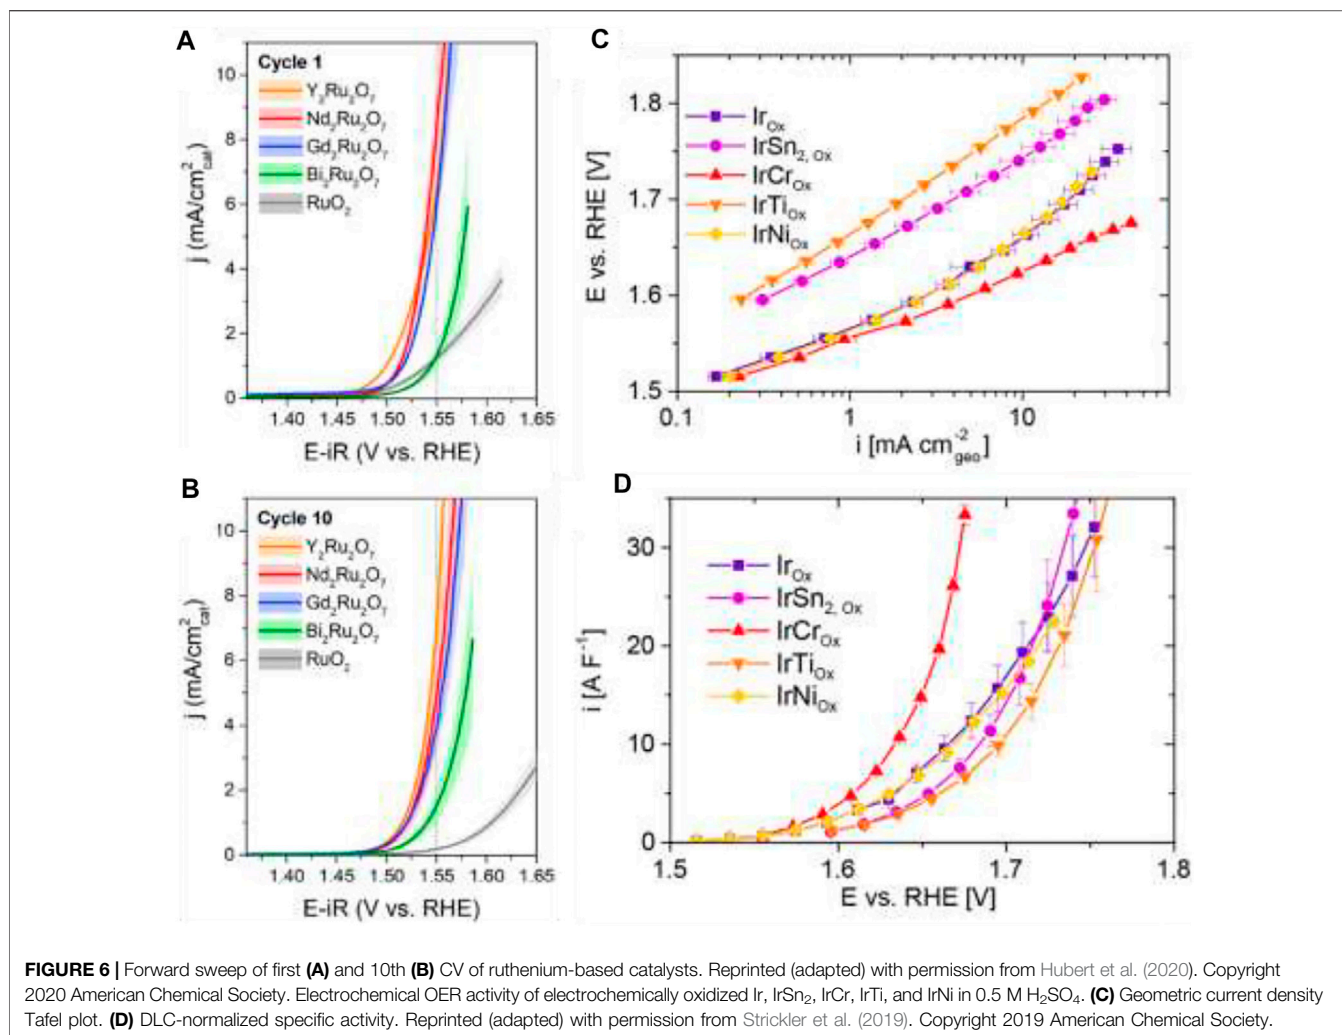 A
Cycle 1
Y₂Ru₂O₇
Nd₂Ru₂O₇
Gd₂Ru₂O₇
Bi₂Ru₂O₇
RuO₂
10
8
6
4
2
0
j (mA/cm²cat)
1.40 1.45 1.50 1.55 1.60 1.65
E-iR (V vs. RHE)
B
Cycle 10
Y₂Ru₂O₇
Nd₂Ru₂O₇
Gd₂Ru₂O₇
Bi₂Ru₂O₇
RuO₂
10
8
6
4
2
0
j (mA/cm²cat)
1.40 1.45 1.50 1.55 1.60 1.65
E-iR (V vs. RHE)
C
IrOx
IrSn2, Ox
IrCrOx
IrTiOx
IrNiOx
1.8
1.7
1.6
1.5
E vs. RHE [V]
0.1 1 10
i [mA cm⁻²geo]
D
IrOx
IrSn2, Ox
IrCrOx
IrTiOx
IrNiOx
30
20
10
0
i [A F⁻¹]
1.5 1.6 1.7 1.8
E vs. RHE [V]
FIGURE 6 | Forward sweep of first (A) and 10th (B) CV of ruthenium-based catalysts. Reprinted (adapted) with permission from Hubert et al. (2020). Copyright
2020 American Chemical Society. Electrochemical OER activity of electrochemically oxidized Ir, IrSn₂, IrCr, IrTi, and IrNi in 0.5 M H₂SO₄. (C) Geometric current density
Tafel plot. (D) DLC-normalized specific activity. Reprinted (adapted) with permission from Strickler et al. (2019). Copyright 2019 American Chemical Society.